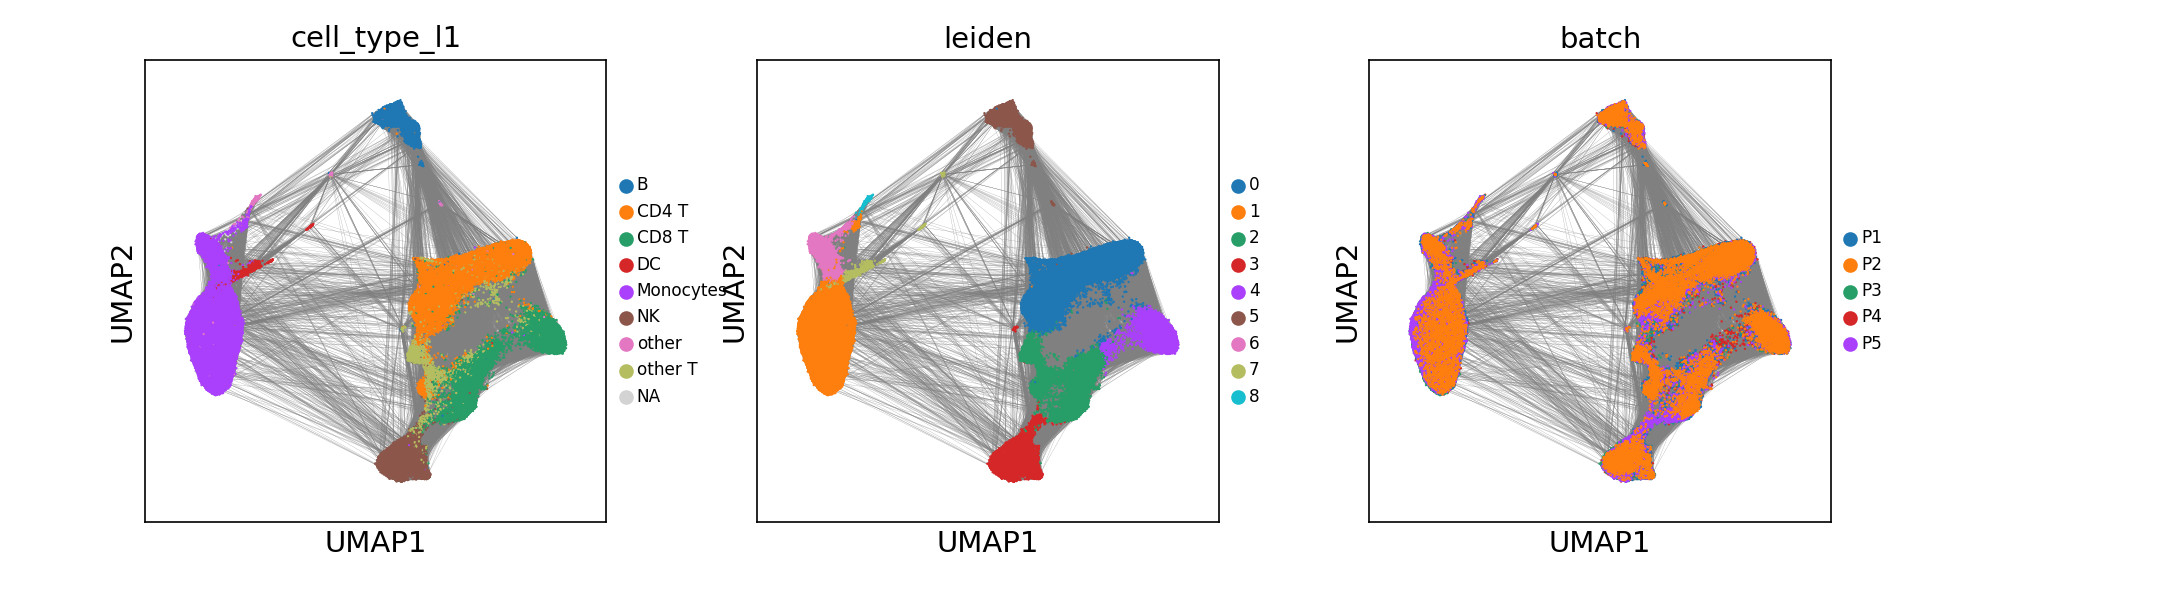 cell_type_l1
UMAP2
UMAP1
B
CD4 T
CD8 T
DC
Monocytes
NK
other
other T
NA
leiden
UMAP2
UMAP1
0
1
2
3
4
5
6
7
8
batch
UMAP2
UMAP1
P1
P2
P3
P4
P5